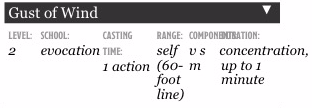 Gust of Wind ▼
LEVEL: SCHOOL: CASTING TIME: RANGE: COMPONENTS: DURATION:
2 evocation 1 action self (60-foot line) v s m concentration, up to 1 minute